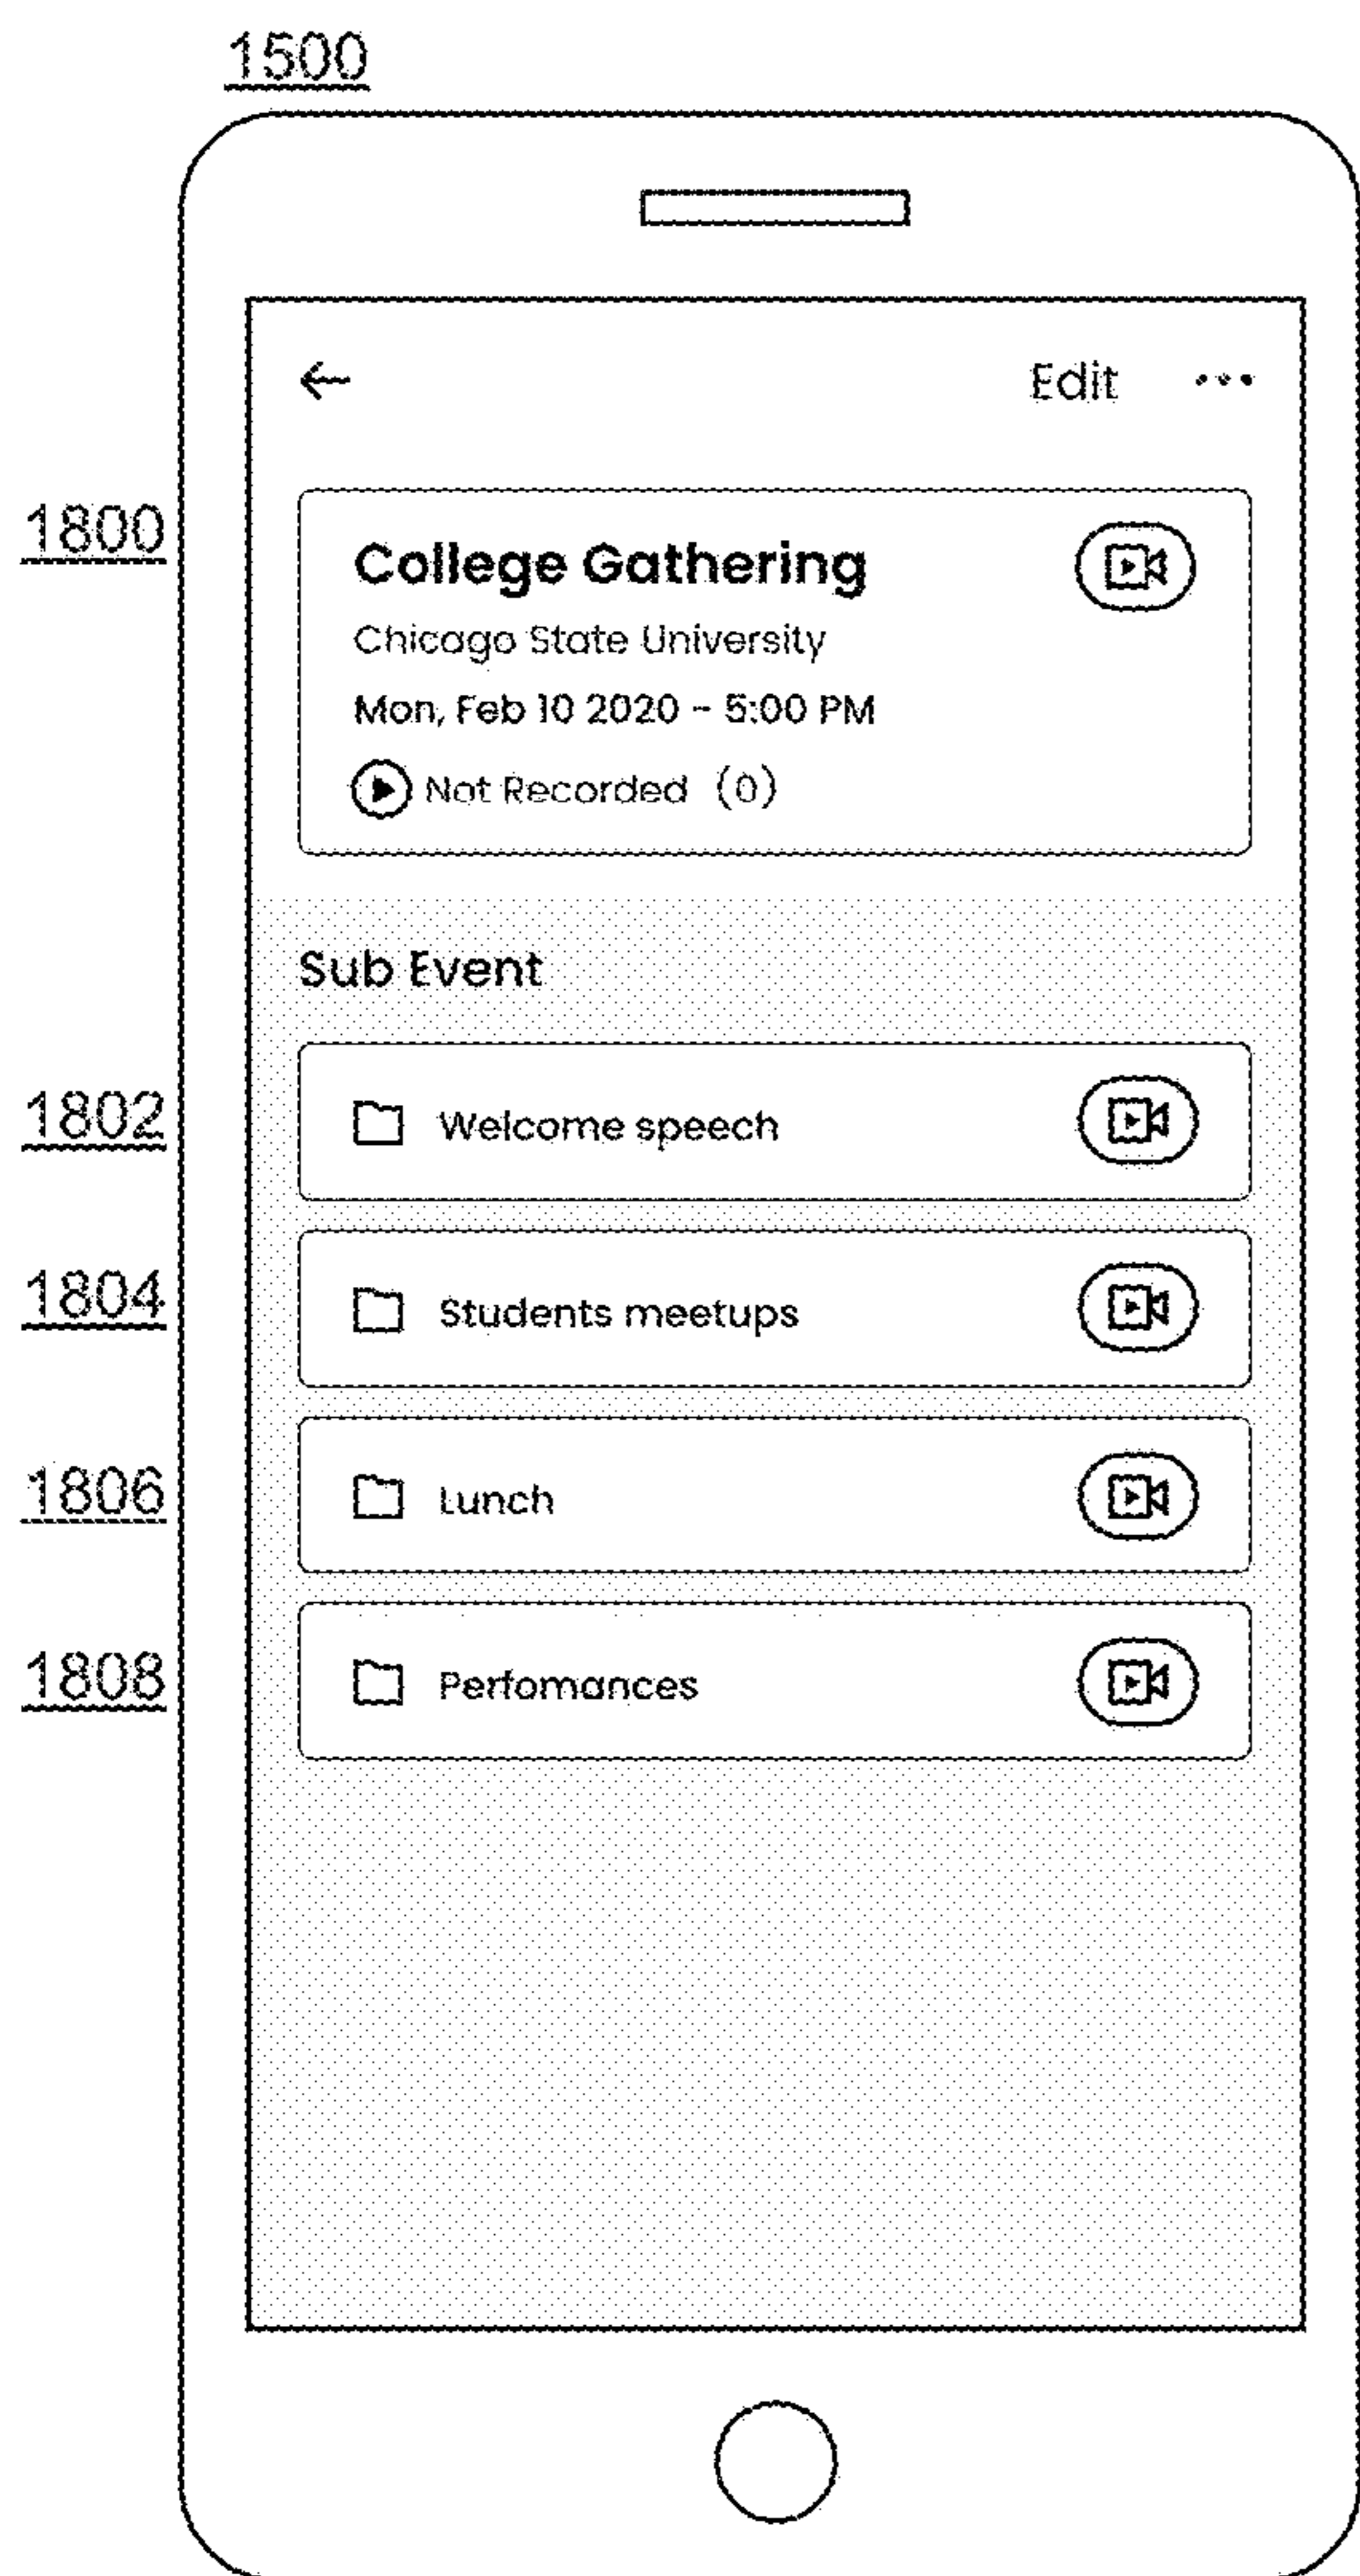 1500
Edit ...
1800
College Gathering
Chicago State University
Mon, Feb 10 2020 - 5:00 PM
Not Recorded (0)
Sub Event
1802
Welcome speech
1804
Students meetups
1806
Lunch
1808
Perfomances